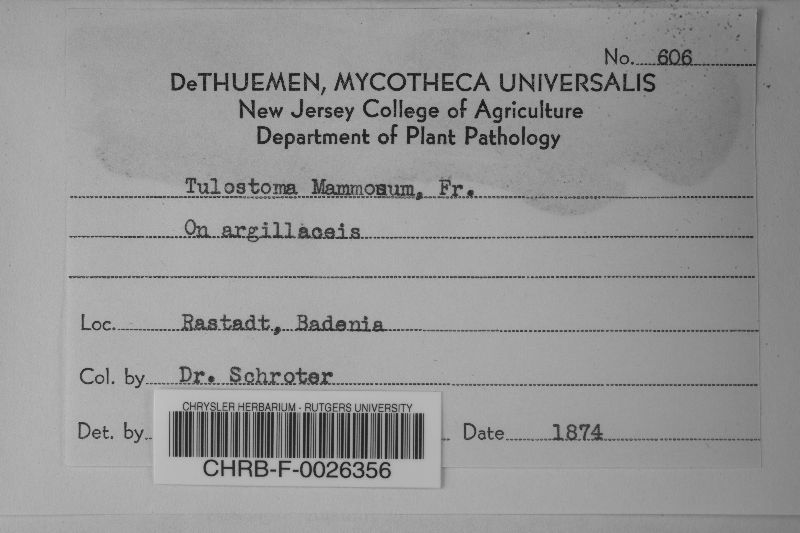 No. 606
DeTHUEMEN, MYCOTHECA UNIVERSALIS
New Jersey College of Agriculture
Department of Plant Pathology
Tulostoma Mammosum, Fr.
On argillaceis
Loc. Rastadt, Badenia
Col. by Dr. Schroter
Det. by Date 1874
CHRYSLER HERBARIUM - RUTGERS UNIVERSITY
CHRB-F-0026356